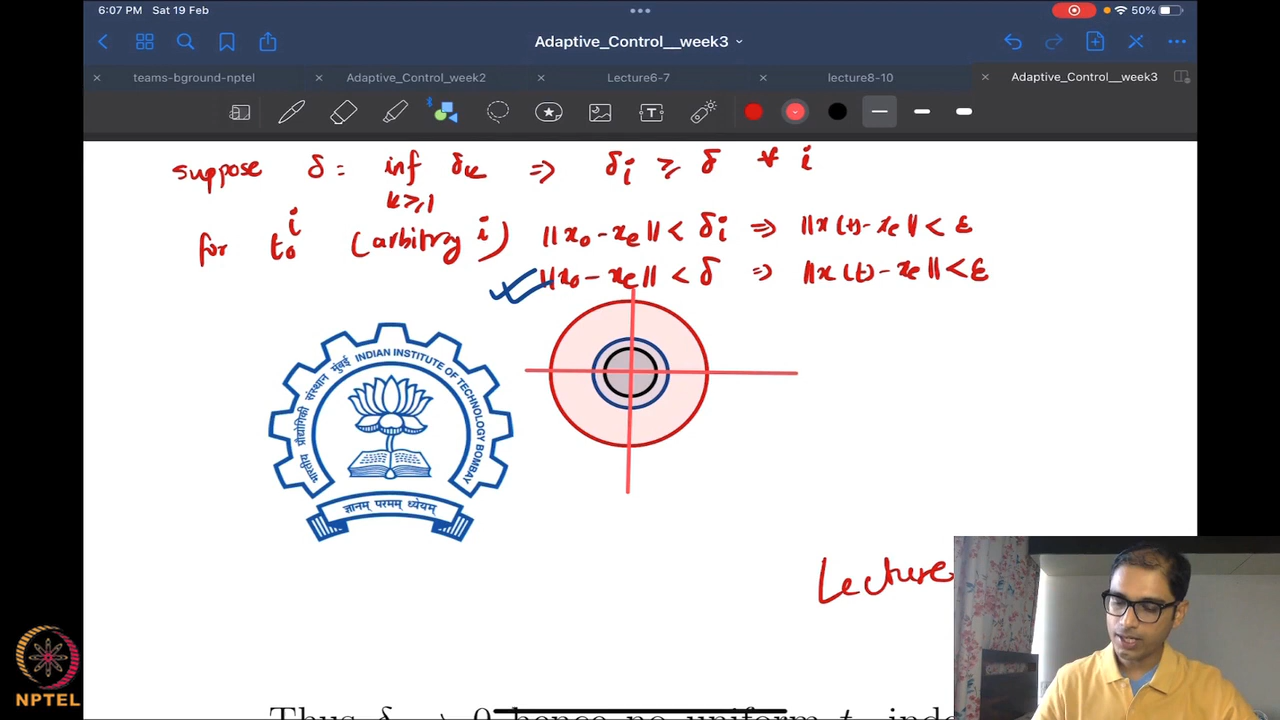 6:07 PM Sat 19 Feb
50%
Adaptive_Control__week3
teams-bground-nptel
Adaptive_Control_week2
Lecture6-7
lecture8-10
Adaptive_Control__week3
suppose δ = inf δk ⇒ δi ≥ δ ∀ i
k≥1
for t₀ⁱ (arbitry i) ||x₀ - xe|| < δi ⇒ ||x(t) - xe|| < ε
||x₀ - xe|| < δ ⇒ ||x(t) - xe|| < ε
भारतीय प्रौद्योगिकी संस्थान मुंबई INDIAN INSTITUTE OF TECHNOLOGY BOMBAY
ज्ञानम् परमम् ध्येयम्
Lecture
NPTEL